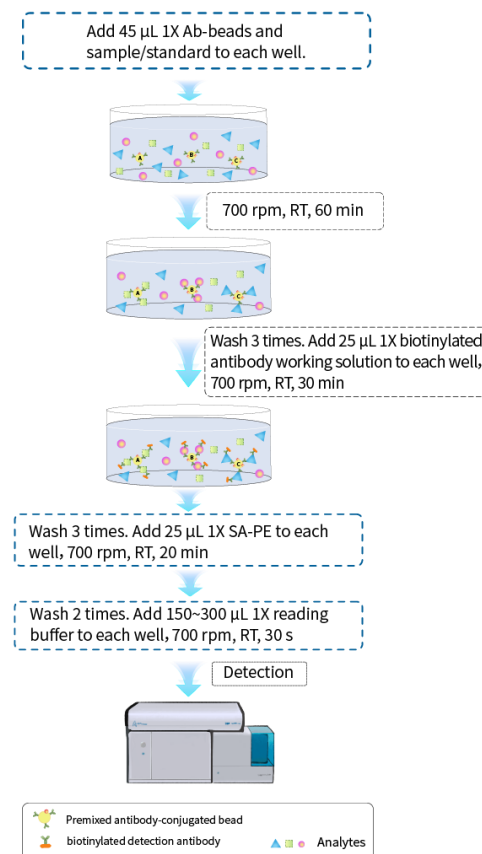 Add 45 µL 1X Ab-beads and
sample/standard to each well.
A
B
C
700 rpm, RT, 60 min
A
B
C
Wash 3 times. Add 25 µL 1X biotinylated
antibody working solution to each well,
700 rpm, RT, 30 min
A
B
C
Wash 3 times. Add 25 µL 1X SA-PE to each
well, 700 rpm, RT, 20 min
Wash 2 times. Add 150~300 µL 1X reading
buffer to each well, 700 rpm, RT, 30 s
Detection
Premixed antibody-conjugated bead
biotinylated detection antibody
Analytes